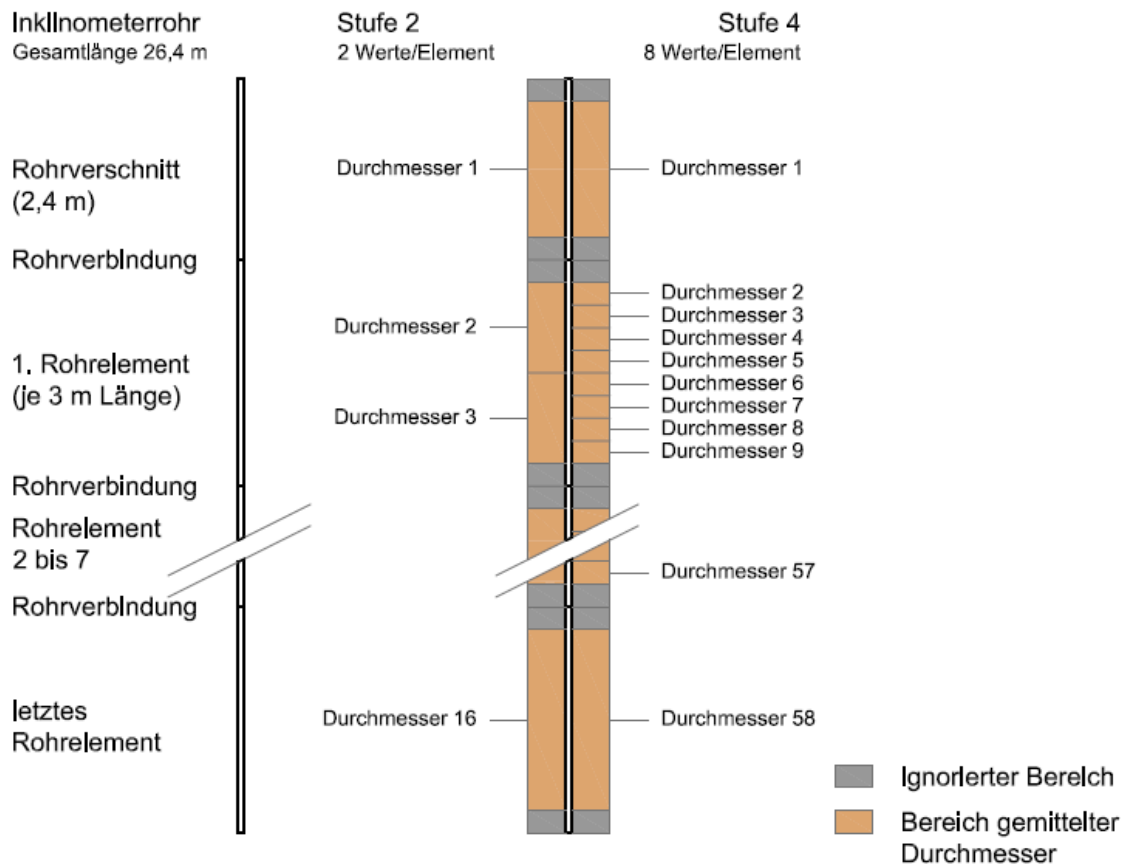 Inklinometerrohr
Gesamtlänge 26,4 m
Stufe 2
2 Werte/Element
Stufe 4
8 Werte/Element
Rohrverschnitt
(2,4 m)
Durchmesser 1
Durchmesser 1
Rohrverbindung
1. Rohrelement
(je 3 m Länge)
Durchmesser 2
Durchmesser 3
Durchmesser 2
Durchmesser 3
Durchmesser 4
Durchmesser 5
Durchmesser 6
Durchmesser 7
Durchmesser 8
Durchmesser 9
Rohrverbindung
Rohrelement
2 bis 7
Durchmesser 57
Rohrverbindung
letztes
Rohrelement
Durchmesser 16
Durchmesser 58
Ignorierter Bereich
Bereich gemittelter
Durchmesser